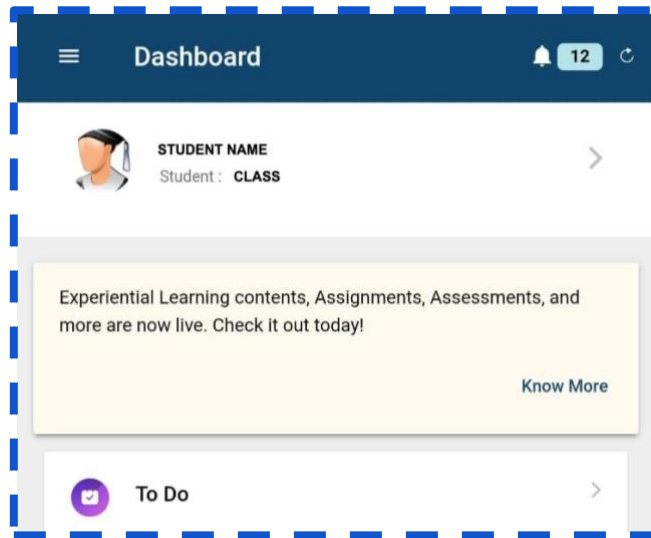 Dashboard
12
STUDENT NAME
Student : CLASS
Experiential Learning contents, Assignments, Assessments, and
more are now live. Check it out today!
Know More
To Do